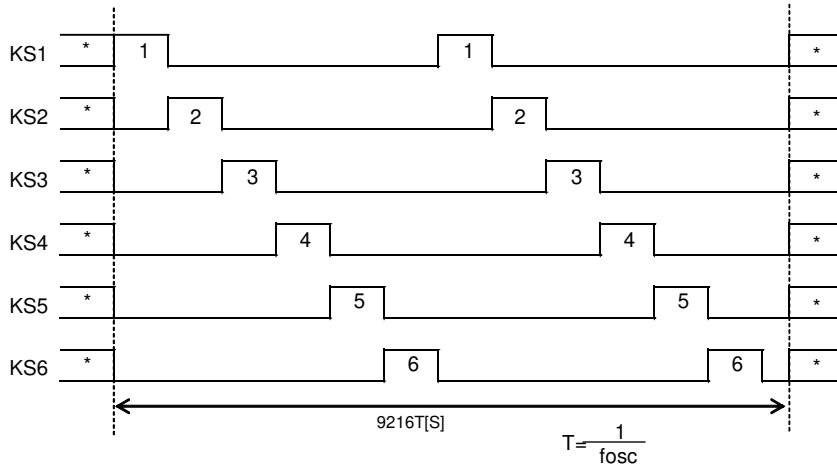 KS1 * 1 1 *
KS2 * 2 2 *
KS3 * 3 3 *
KS4 * 4 4 *
KS5 * 5 5 *
KS6 * 6 6 *
9216T[S]
T= 1
fosc